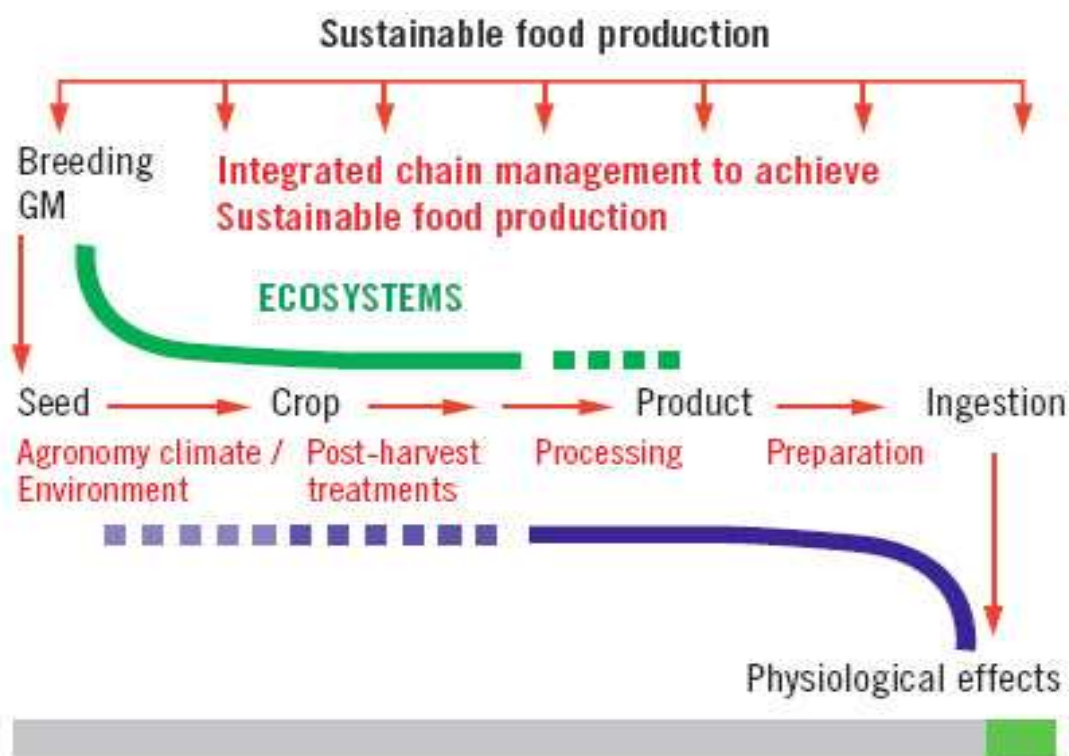 Sustainable food production
Breeding
GM
Integrated chain management to achieve
Sustainable food production
ECOSYSTEMS
Seed
Crop
Product
Ingestion
Agronomy climate /
Environment
Post-harvest
treatments
Processing
Preparation
Physiological effects